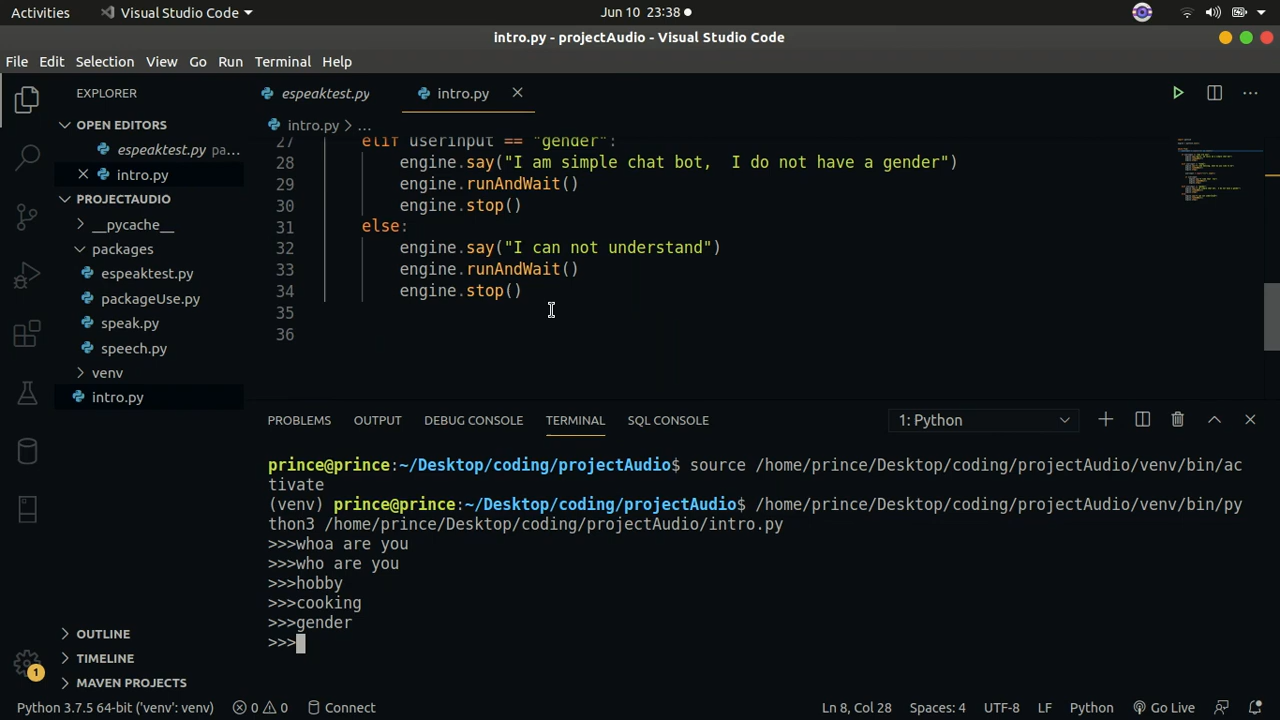 Activities Visual Studio Code Jun 10 23:38
intro.py - projectAudio - Visual Studio Code
File Edit Selection View Go Run Terminal Help
EXPLORER
espeaktest.py intro.py
OPEN EDITORS
espeaktest.py pa...
intro.py
PROJECTAUDIO
__pycache__
packages
espeaktest.py
packageUse.py
speak.py
speech.py
venv
intro.py
OUTLINE
TIMELINE
MAVEN PROJECTS
intro.py > ...
27 elif userinput == "gender":
28 engine.say("I am simple chat bot,  I do not have a gender")
29 engine.runAndWait()
30 engine.stop()
31 else:
32 engine.say("I can not understand")
33 engine.runAndWait()
34 engine.stop()
35
36
PROBLEMS OUTPUT DEBUG CONSOLE TERMINAL SQL CONSOLE 1: Python
prince@prince:~/Desktop/coding/projectAudio$ source /home/prince/Desktop/coding/projectAudio/venv/bin/ac
tivate
(venv) prince@prince:~/Desktop/coding/projectAudio$ /home/prince/Desktop/coding/projectAudio/venv/bin/py
thon3 /home/prince/Desktop/coding/projectAudio/intro.py
>>>whoa are you
>>>who are you
>>>hobby
>>>cooking
>>>gender
>>>
1
Python 3.7.5 64-bit ('venv': venv) 0 0 Connect Ln 8, Col 28 Spaces: 4 UTF-8 LF Python Go Live